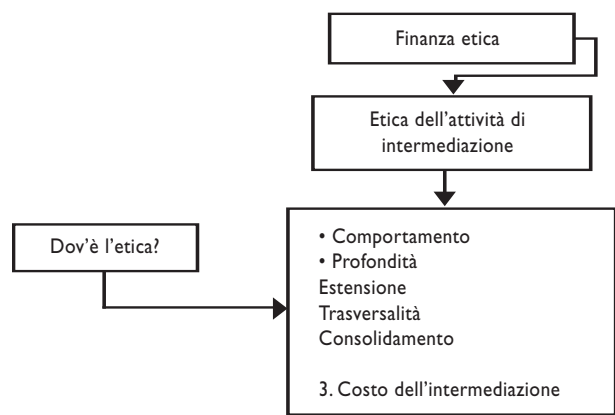 Finanza etica
Etica dell'attività di
intermediazione
Dov'è l'etica?
• Comportamento
• Profondità
Estensione
Trasversalità
Consolidamento
3. Costo dell'intermediazione